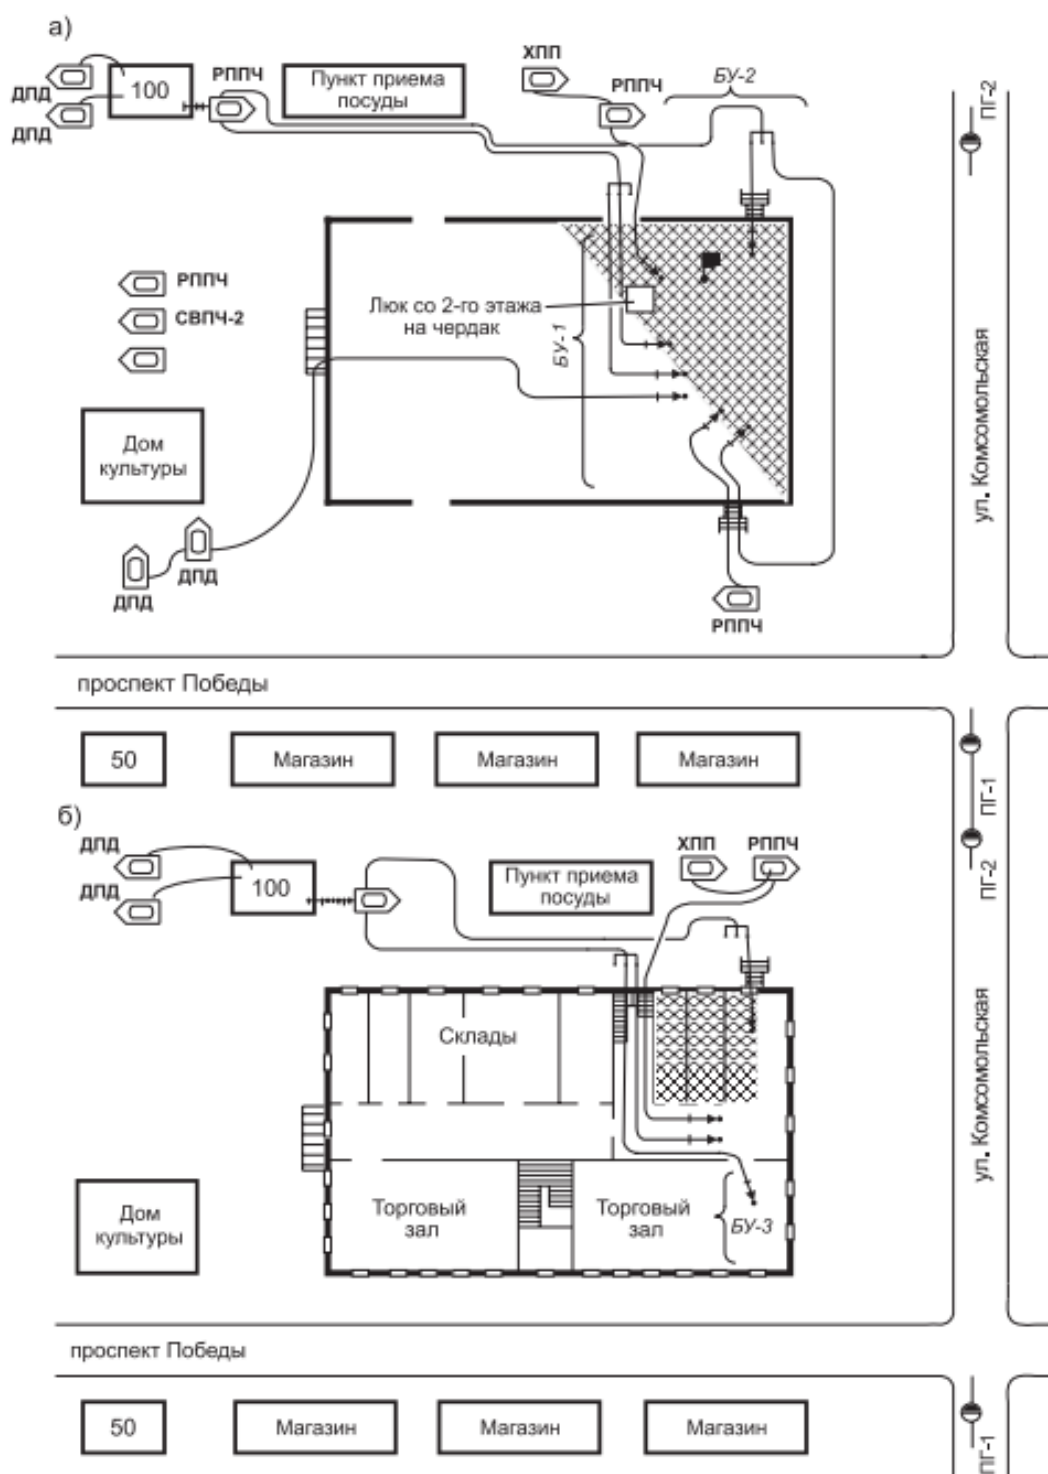 а)
ДПД
ДПД
100
РППЧ
Пункт приема
посуды
ХПП
РППЧ
БУ-2
ПГ-2
РППЧ
СВПЧ-2
Люк со 2-го этажа
на чердак
БУ-1
Дом
культуры
ул. Комсомольская
ДПД
ДПД
РППЧ
проспект Победы
50
Магазин
Магазин
Магазин
ПГ-1
б)
ДПД
ДПД
100
Пункт приема
посуды
ХПП
РППЧ
ПГ-2
Склады
ул. Комсомольская
Дом
культуры
Торговый
зал
Торговый
зал
БУ-3
проспект Победы
50
Магазин
Магазин
Магазин
ПГ-1